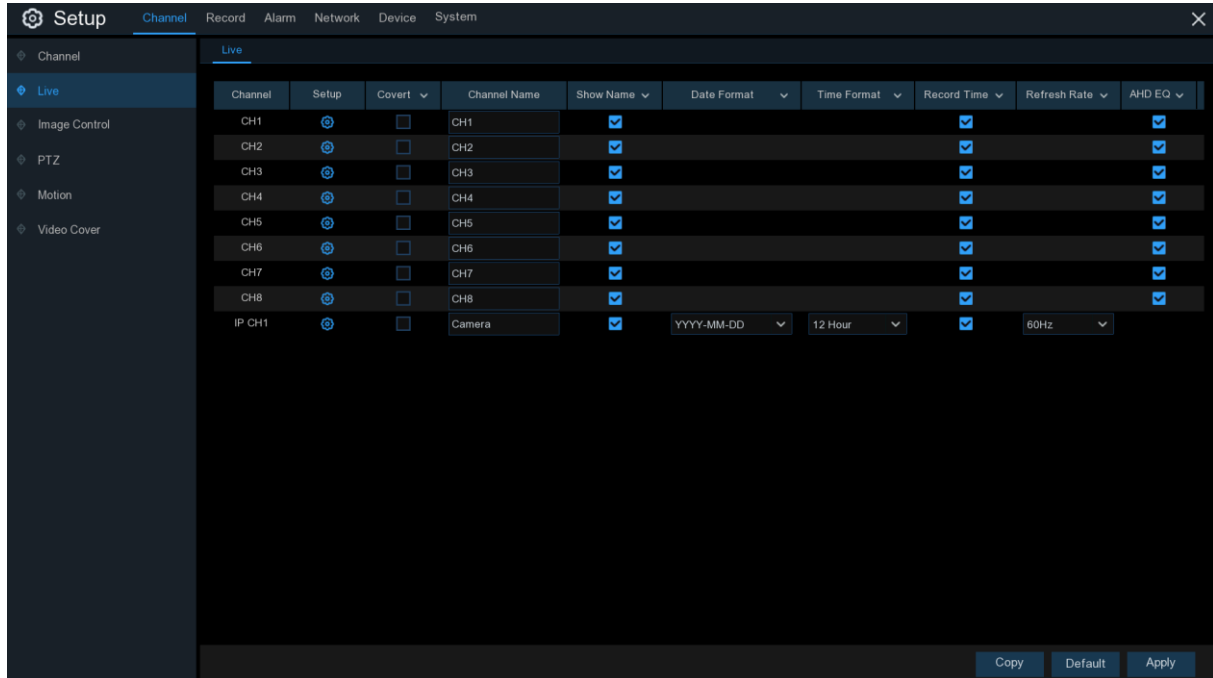 Setup Channel Record Alarm Network Device System
Channel
Live
Image Control
PTZ
Motion
Video Cover
Live
Channel Setup Covert Channel Name Show Name Date Format Time Format Record Time Refresh Rate AHD EQ
CH1 CH1
CH2 CH2
CH3 CH3
CH4 CH4
CH5 CH5
CH6 CH6
CH7 CH7
CH8 CH8
IP CH1 Camera YYYY-MM-DD 12 Hour 60Hz
Copy Default Apply